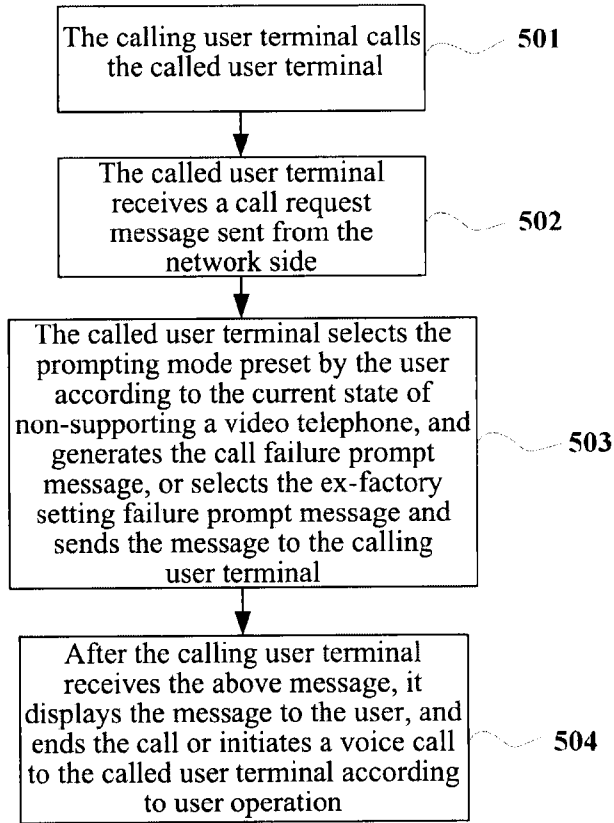 The calling user terminal calls
the called user terminal
501
The called user terminal
receives a call request
message sent from the
network side
502
The called user terminal selects the
prompting mode preset by the user
according to the current state of
non-supporting a video telephone, and
generates the call failure prompt
message, or selects the ex-factory
setting failure prompt message and
sends the message to the calling
user terminal
503
After the calling user terminal
receives the above message, it
displays the message to the user, and
ends the call or initiates a voice call
to the called user terminal according
to user operation
504